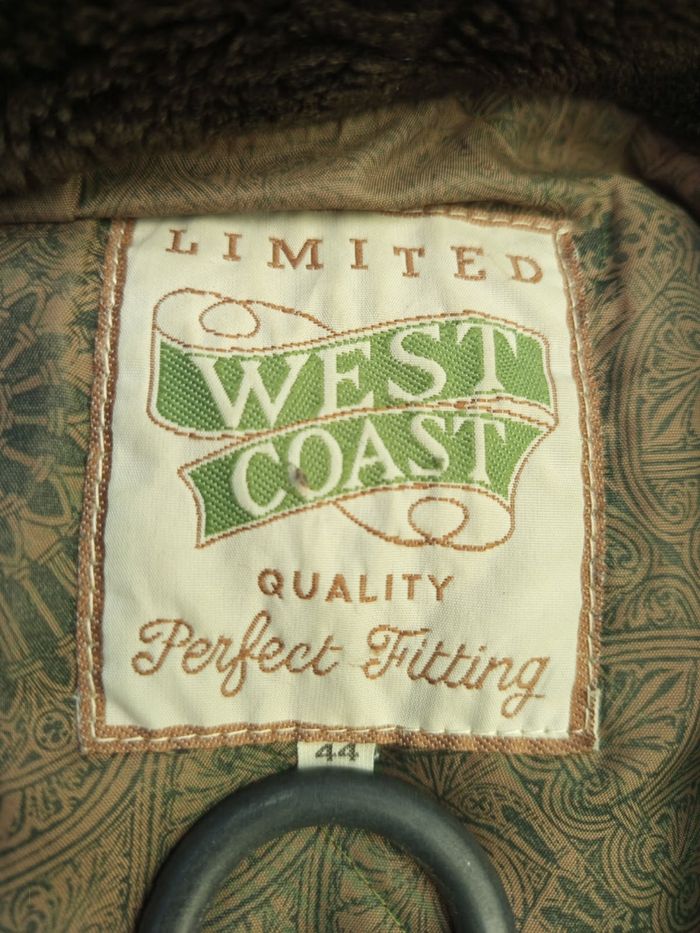 LIMITED
WEST
COAST
QUALITY
Perfect Fitting
44